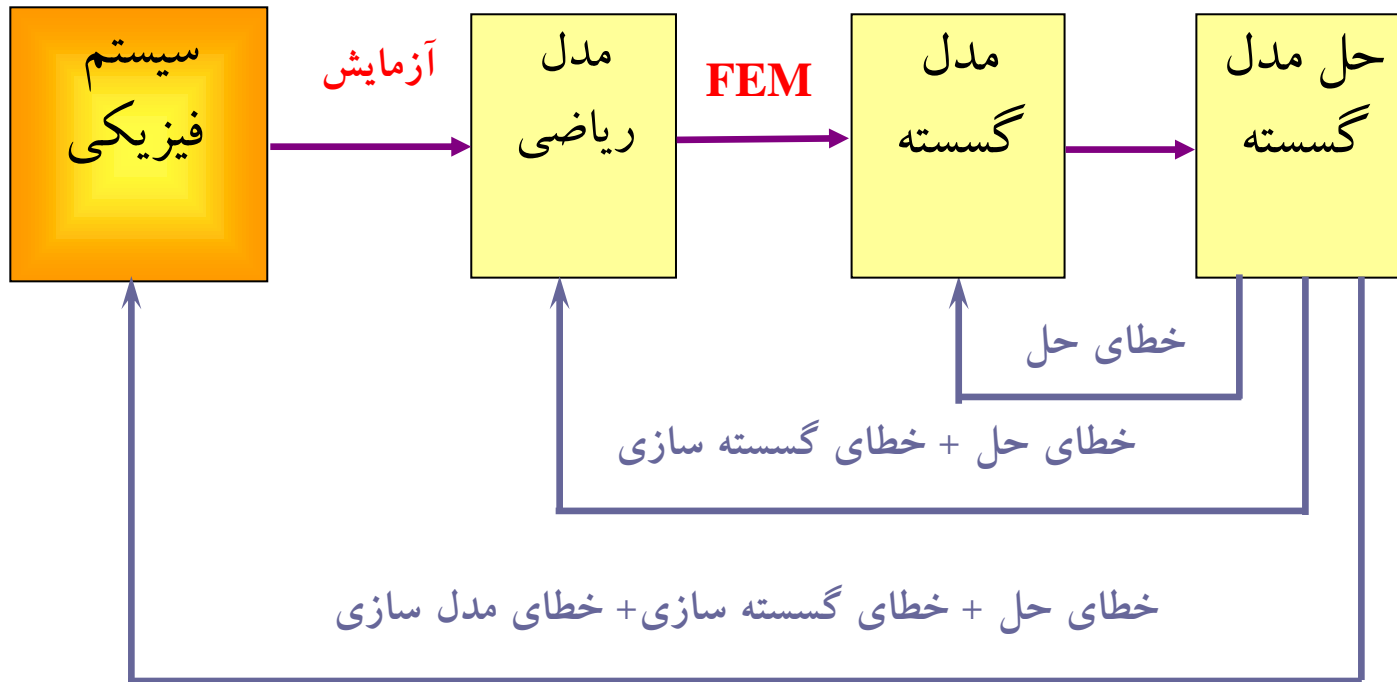 سیستم
فیزیکی
آزمایش
مدل
ریاضی
FEM
مدل
گسسته
حل مدل
گسسته
خطای حل
خطای حل + خطای گسسته سازی
خطای حل + خطای گسسته سازی+ خطای مدل سازی